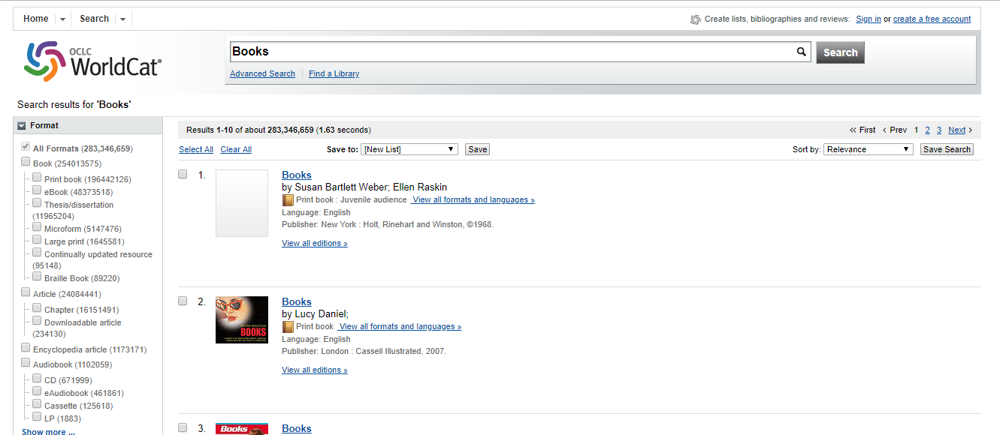 Home Search
Create lists, bibliographies and reviews: Sign in or create a free account
OCLC
WorldCat®
Books
Search
Advanced Search Find a Library
Search results for 'Books'
Format
All Formats (283,346,659)
Book (254013575)
Print book (196442126)
eBook (48373518)
Thesis/dissertation
(11965204)
Microform (5147476)
Large print (1645581)
Continually updated resource
(95148)
Braille Book (89220)
Article (24084441)
Chapter (16151491)
Downloadable article
(234130)
Encyclopedia article (1173171)
Audiobook (1102059)
CD (671999)
eAudiobook (461861)
Cassette (125618)
LP (1883)
Show more ...
Results 1-10 of about 283,346,659 (1.63 seconds)
« First ‹ Prev 1 2 3 Next ›
Select All Clear All Save to: [New List] Save
Sort by: Relevance Save Search
1. Books
by Susan Bartlett Weber; Ellen Raskin
Print book : Juvenile audience View all formats and languages »
Language: English
Publisher: New York : Holt, Rinehart and Winston, ©1968.
View all editions »
2. Books
by Lucy Daniel;
Print book View all formats and languages »
Language: English
Publisher: London : Cassell Illustrated, 2007.
View all editions »
BOOKS
3. Books
Books